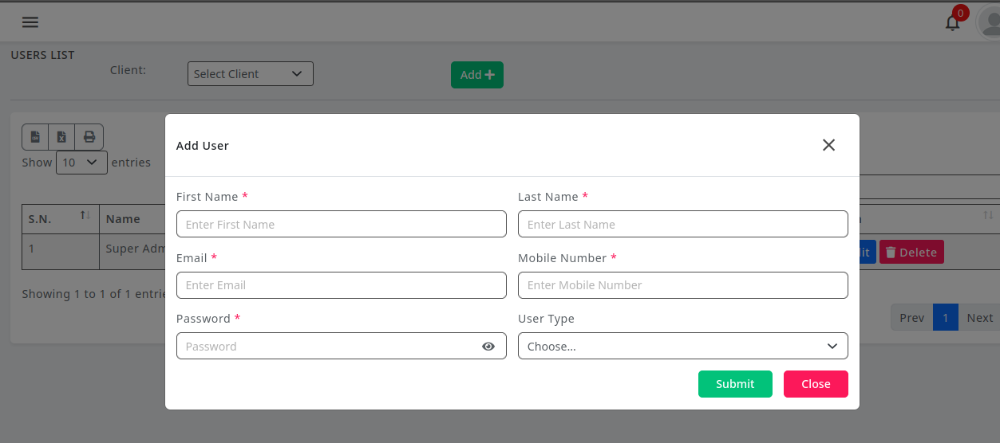 0
USERS LIST
Client:
Select Client
Add
Add User
Show 10 entries
First Name *
Last Name *
Enter First Name
Enter Last Name
S.N.
Name
1
Super Adm
Delete
Email *
Mobile Number *
Enter Email
Enter Mobile Number
Showing 1 to 1 of 1 entrie
Password *
User Type
Prev 1 Next
Password
Choose...
Submit
Close